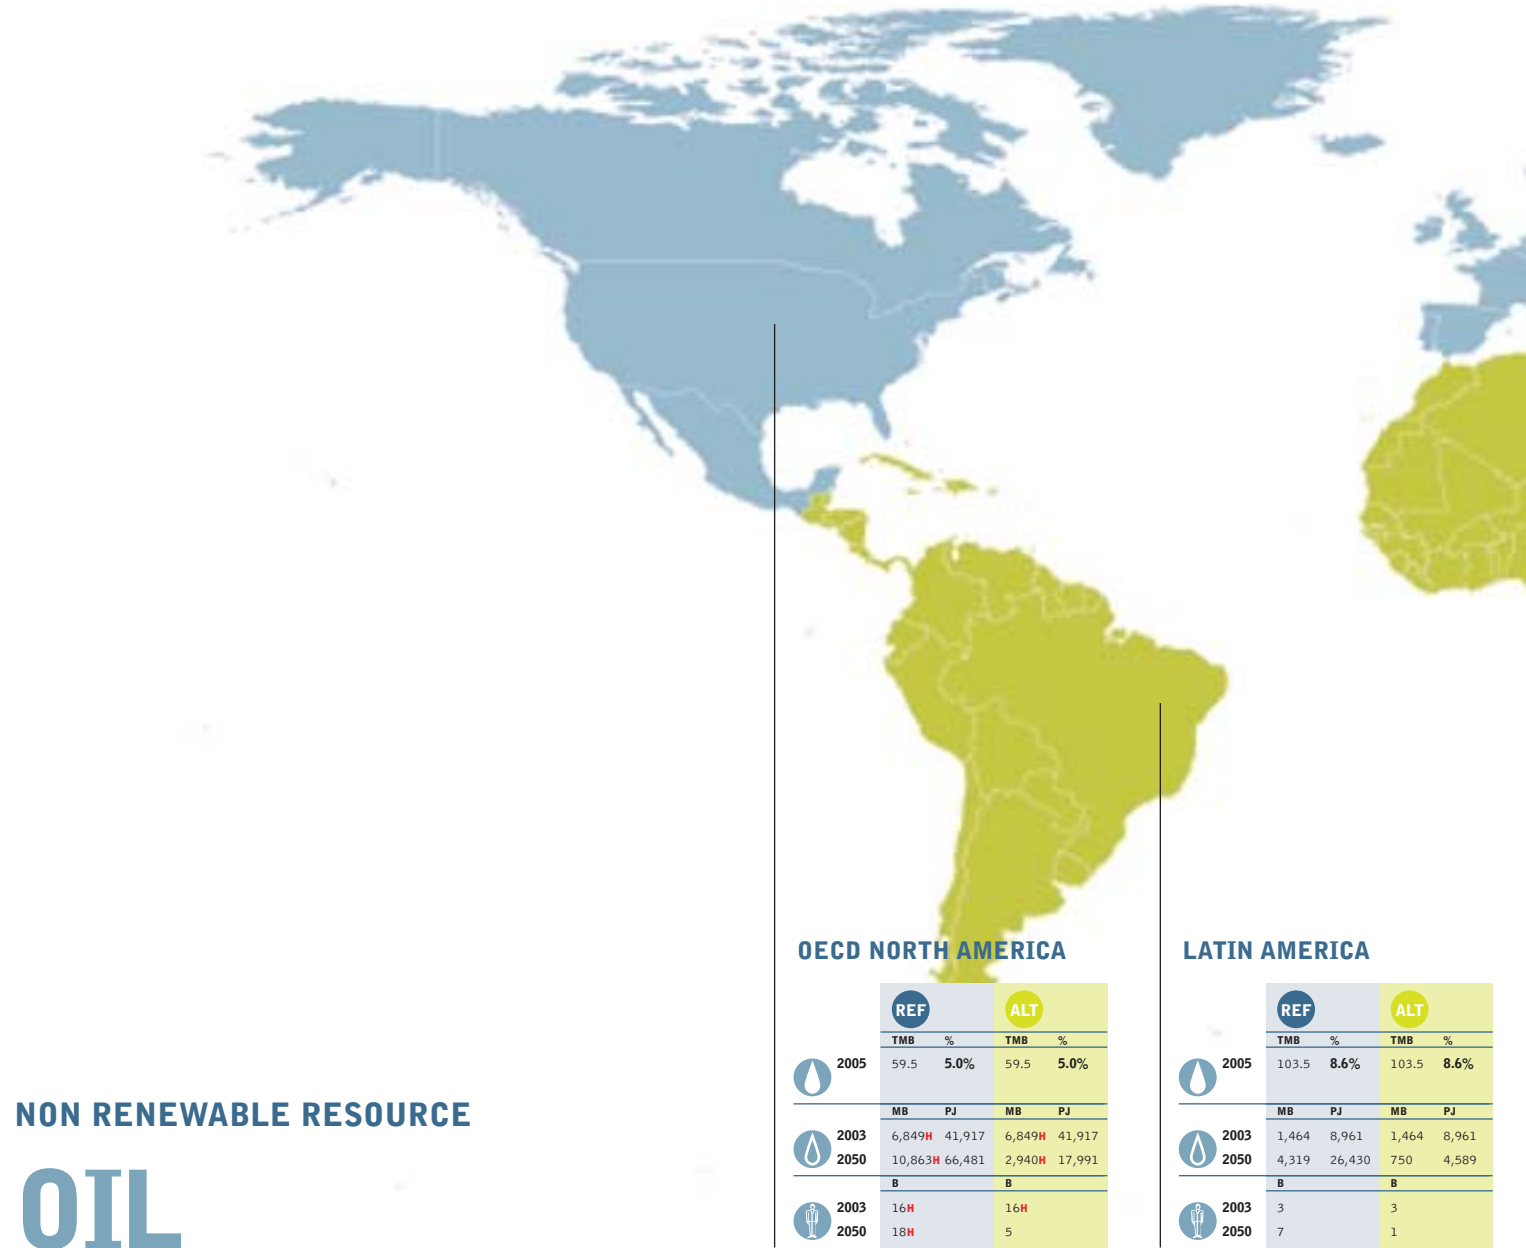 OECD NORTH AMERICA
REF ALT
TMB % TMB %
2005 59.5 5.0% 59.5 5.0%
MB PJ MB PJ
2003 6,849H 41,917 6,849H 41,917
2050 10,863H 66,481 2,940H 17,991
B B
2003 16H 16H
2050 18H 5
LATIN AMERICA
REF ALT
TMB % TMB %
2005 103.5 8.6% 103.5 8.6%
MB PJ MB PJ
2003 1,464 8,961 1,464 8,961
2050 4,319 26,430 750 4,589
B B
2003 3 3
2050 7 1
NON RENEWABLE RESOURCE
OIL